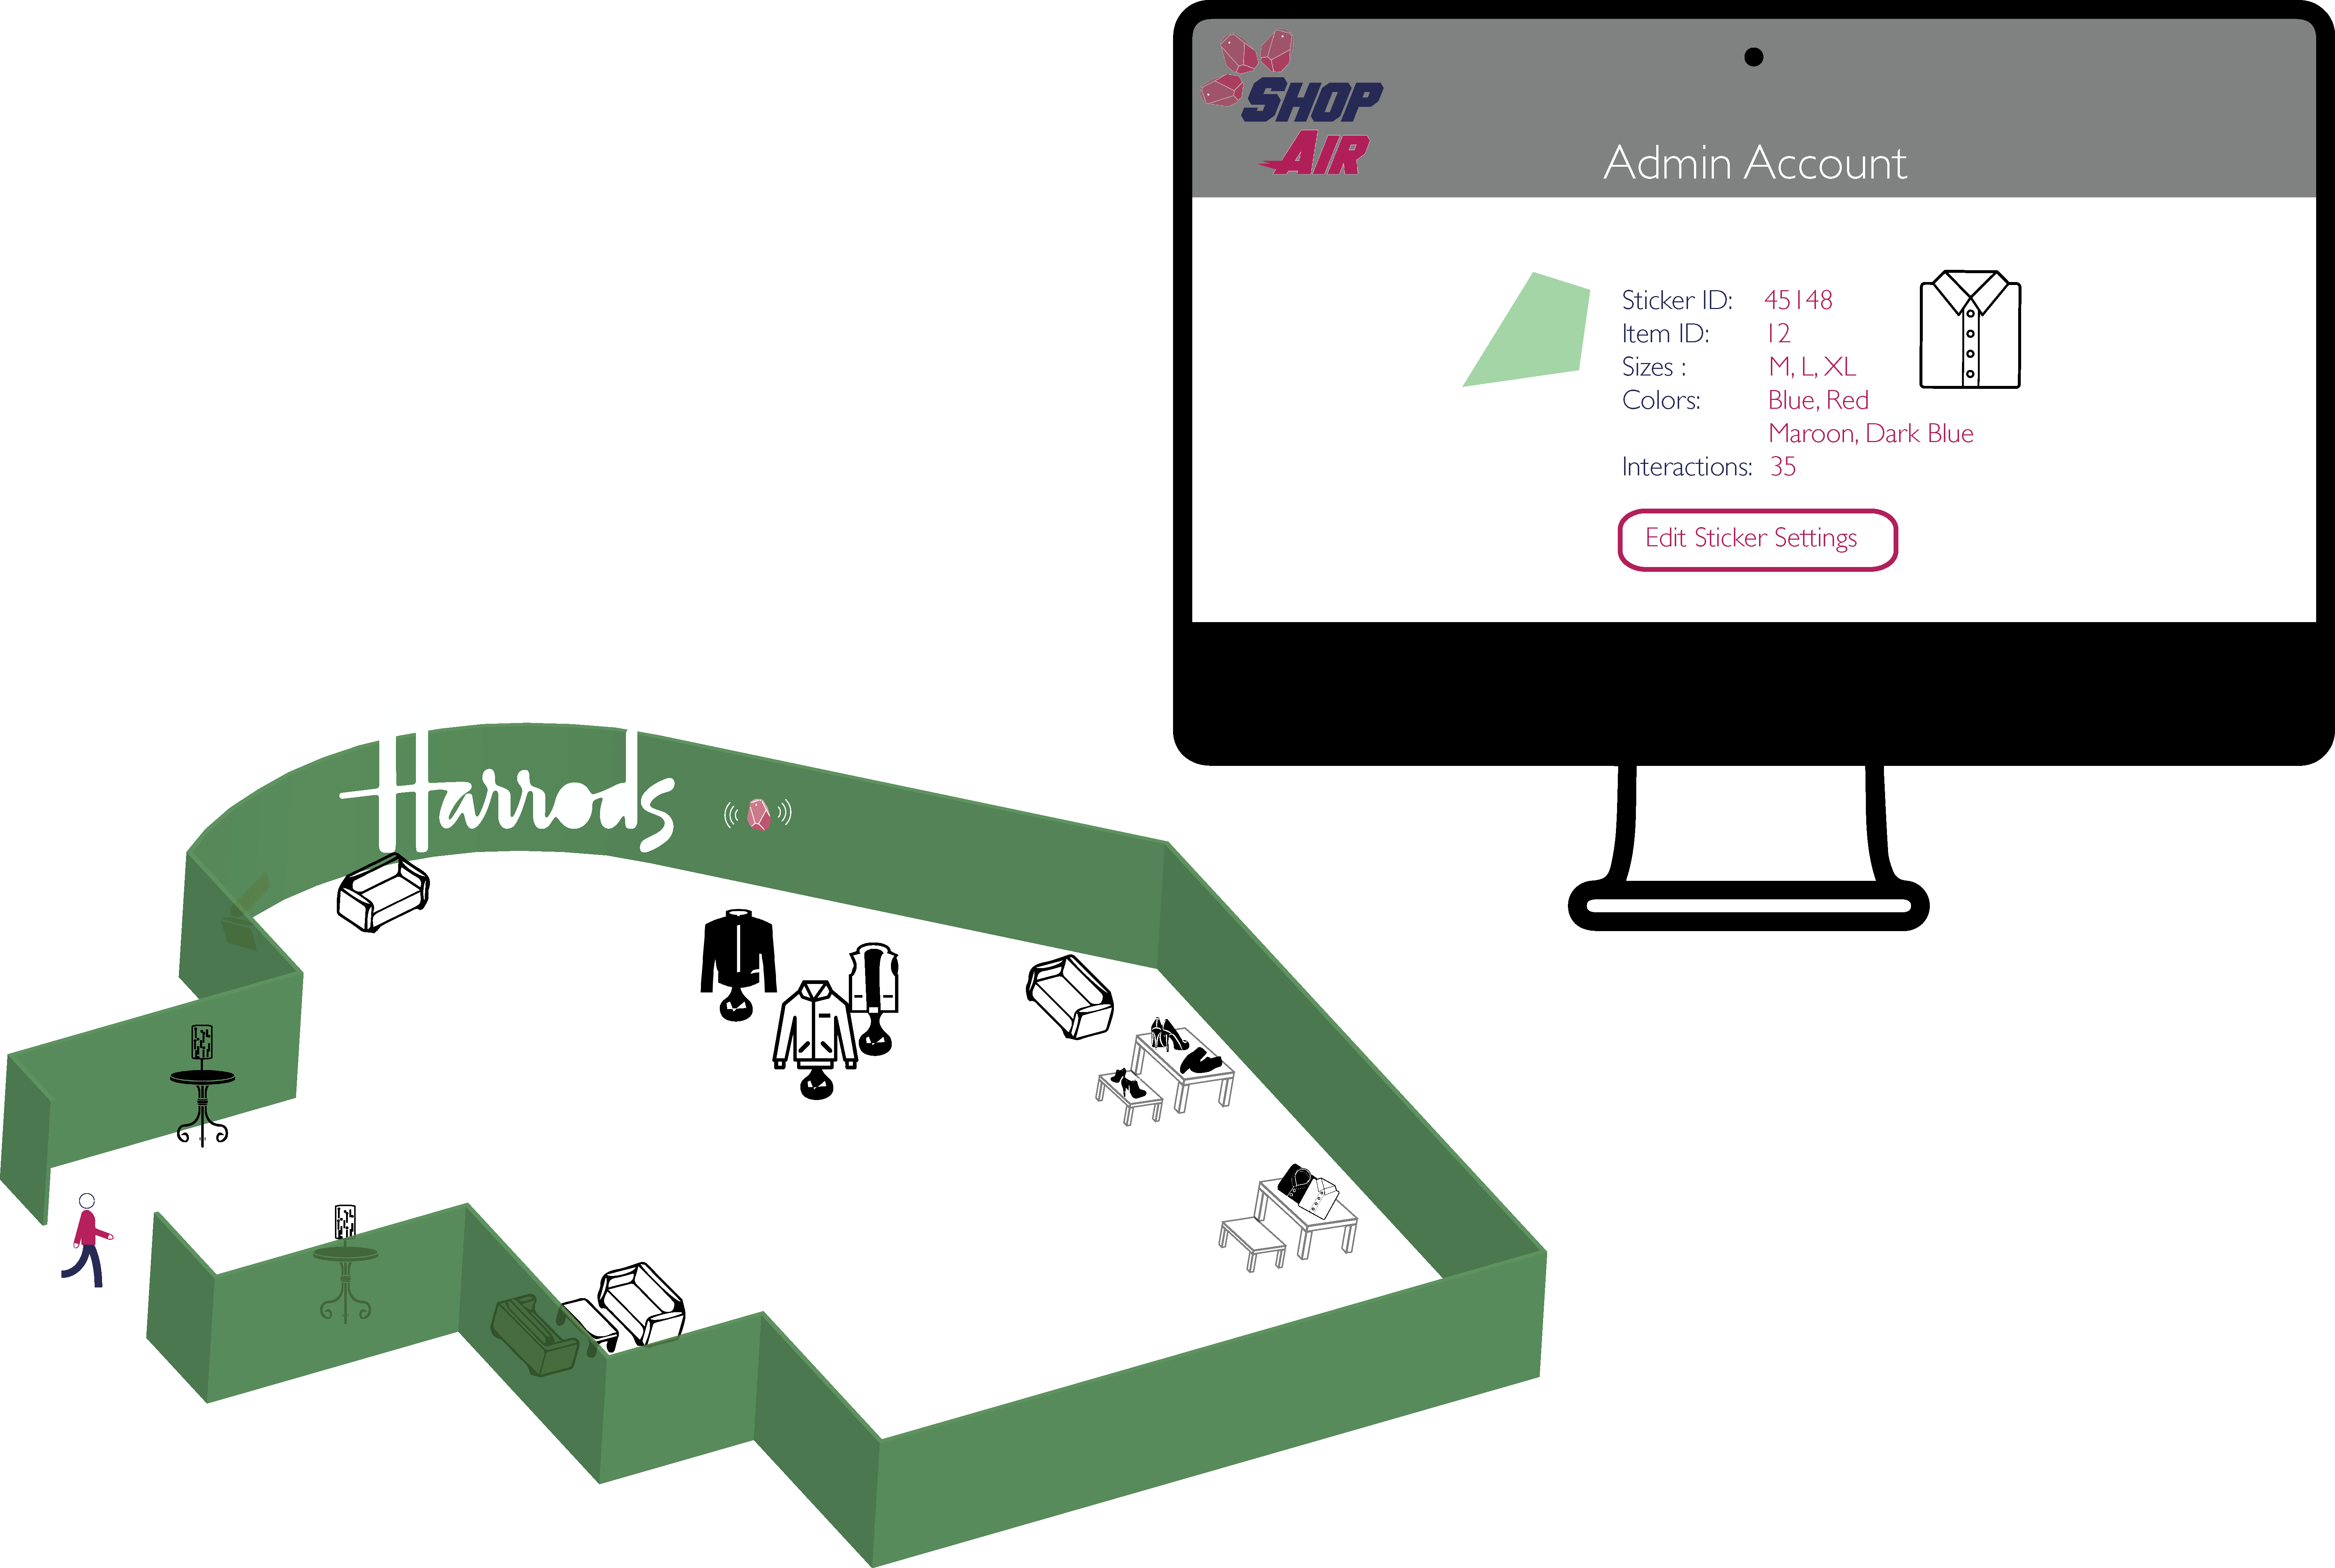 SHOP
AIR
Admin Account
Sticker ID: 45148
Item ID: 12
Sizes : M, L, XL
Colors: Blue, Red
Maroon, Dark Blue
Interactions: 35
Edit Sticker Settings
Harrods